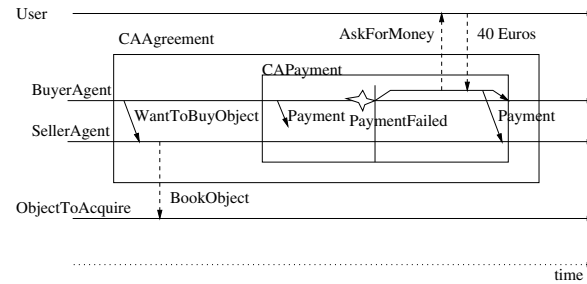 User
CAAgreement
AskForMoney
40 Euros
CAPayment
BuyerAgent
WantToBuyObject
Payment
PaymentFailed
Payment
SellerAgent
BookObject
ObjectToAcquire
time